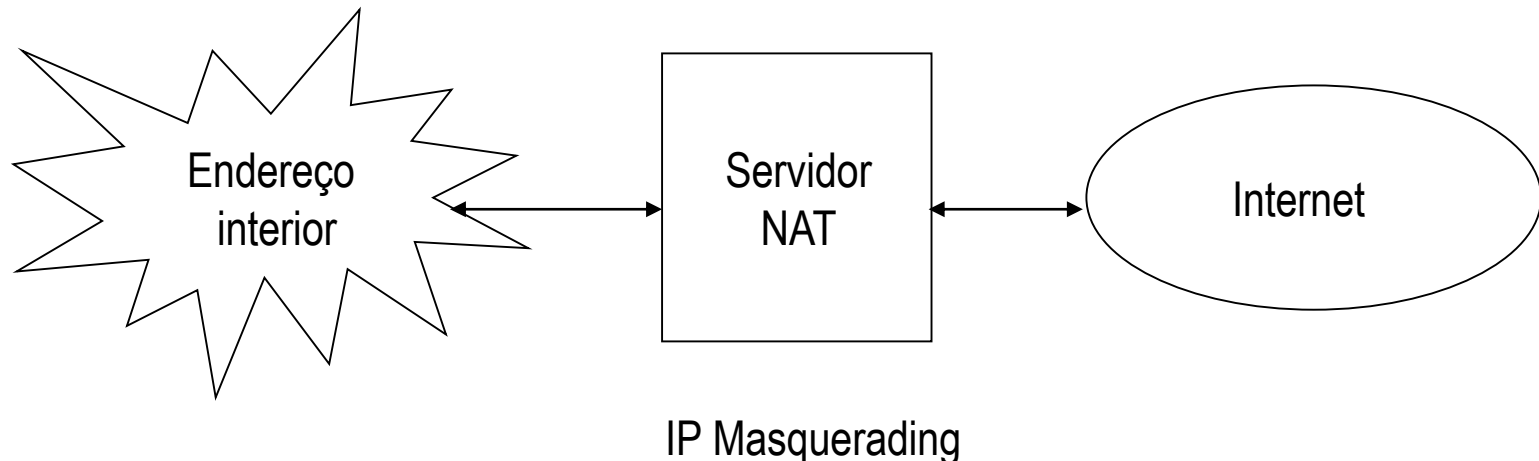 Endereço
interior
Servidor
NAT
Internet
IP Masquerading